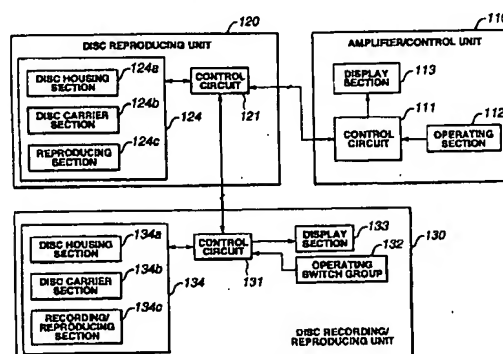 120
110
DISC REPRODUCING UNIT
AMPLIFIER/CONTROL UNIT
124a
DISC HOUSING SECTION
CONTROL CIRCUIT
121
DISPLAY SECTION
113
124b
DISC CARRIER SECTION
124
111
112
CONTROL CIRCUIT
OPERATING SECTION
124c
REPRODUCING SECTION
134a
DISC HOUSING SECTION
CONTROL CIRCUIT
131
DISPLAY SECTION
133
130
132
OPERATING SWITCH GROUP
134b
DISC CARRIER SECTION
134
134c
RECORDING/ REPRODUCING SECTION
DISC RECORDING/ REPRODUCING UNIT